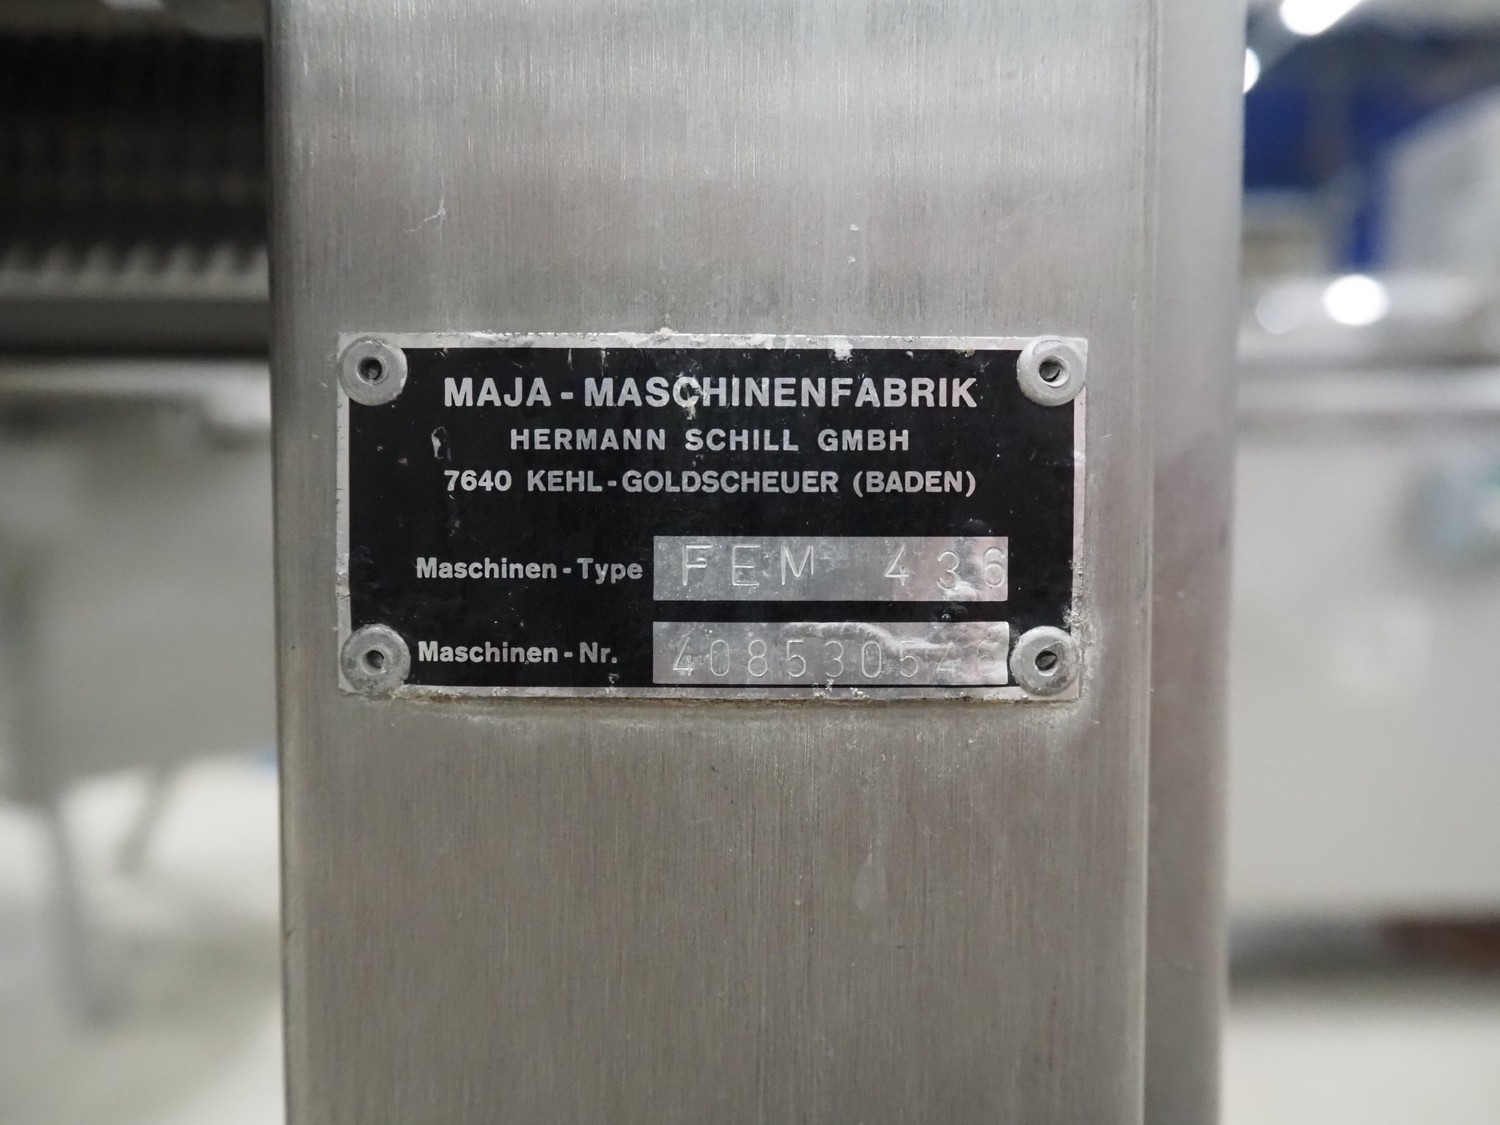 MAJA-MASCHINENFABRIK
HERMANN SCHILL GMBH
7640 KEHL-GOLDSCHEUER (BADEN)
Maschinen-Type FEM 436
Maschinen-Nr.